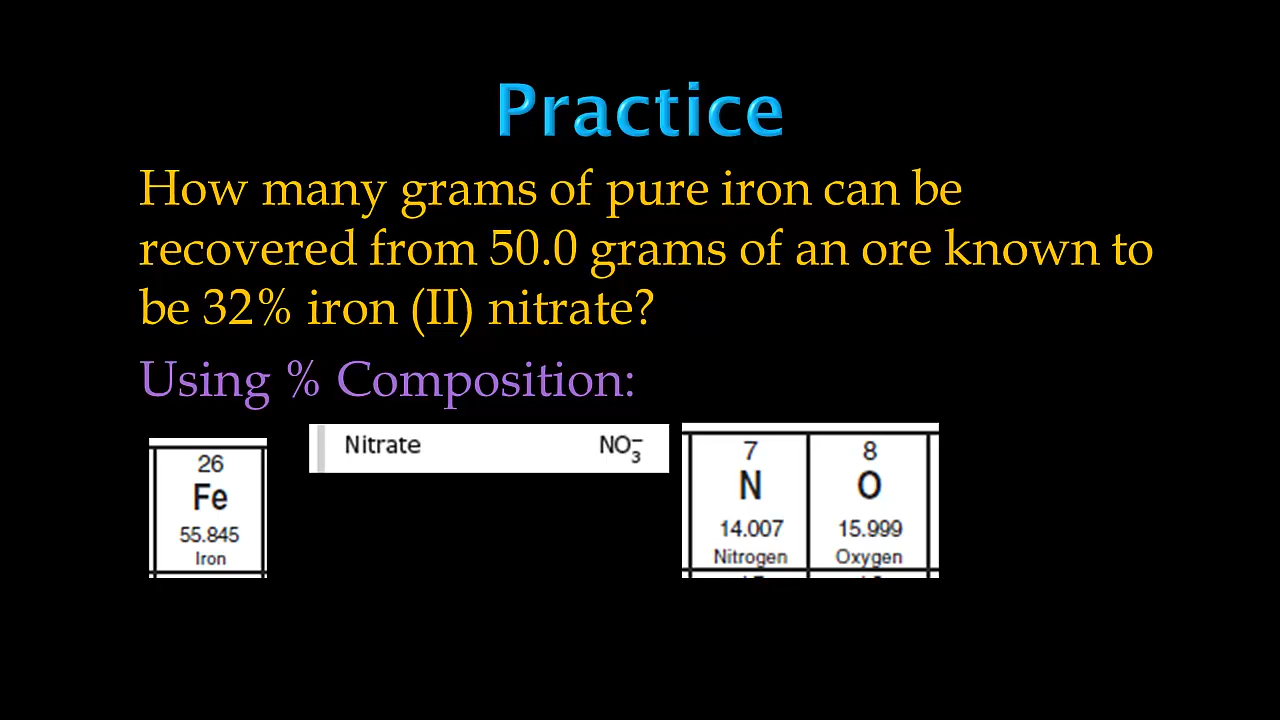 Practice
How many grams of pure iron can be
recovered from 50.0 grams of an ore known to
be 32% iron (II) nitrate?
Using % Composition:
Nitrate NO₃⁻
26
Fe
55.845
Iron
7 8
N O
14.007 15.999
Nitrogen Oxygen